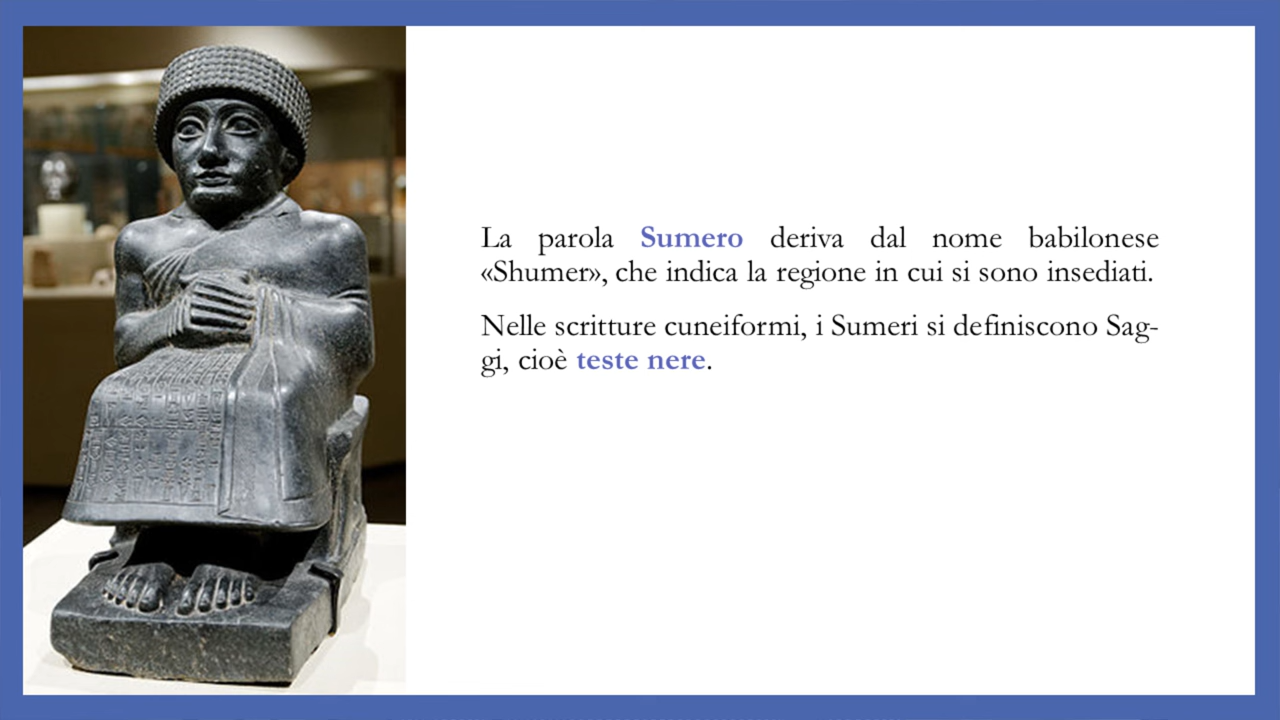 La parola Sumero deriva dal nome babilonese
«Shumer», che indica la regione in cui si sono insediati.
Nelle scritture cuneiformi, i Sumeri si definiscono Sag-
gi, cioè teste nere.